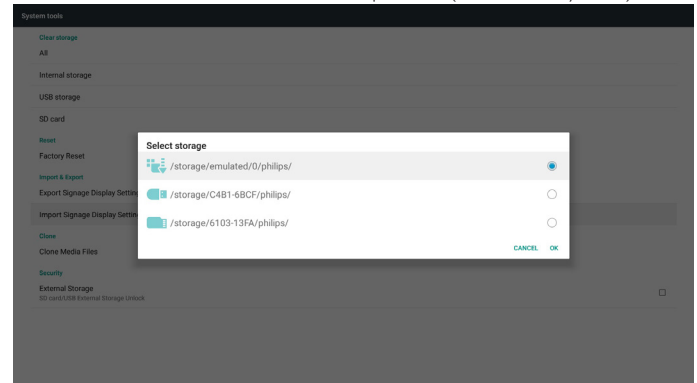 System tools
Clear storage
All
Internal storage
USB storage
SD card
Reset
Factory Reset
Import & Export
Export Signage Display Settin
Import Signage Display Settin
Clone
Clone Media Files
Security
External Storage
SD card/USB External Storage Unlock
Select storage
/storage/emulated/0/philips/
/storage/C4B1-6BCF/philips/
/storage/6103-13FA/philips/
CANCEL OK